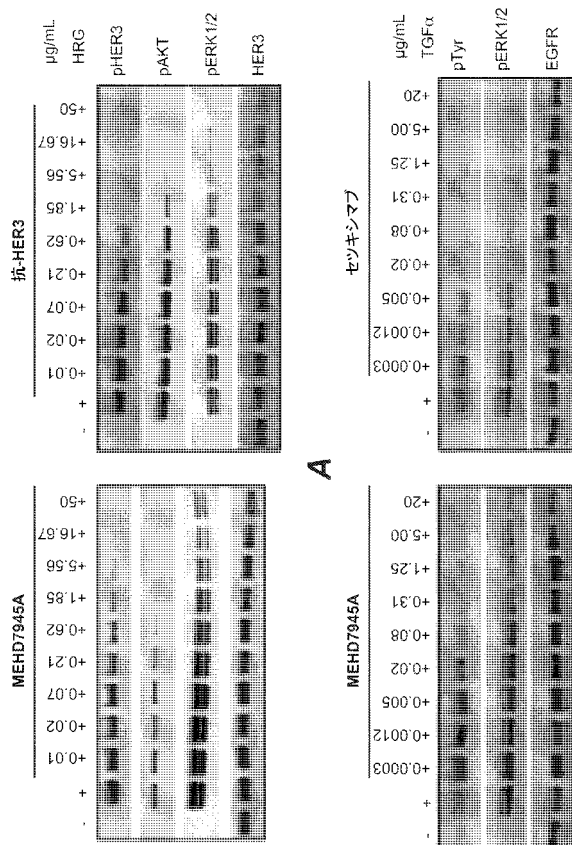 MEHD7945A 抗-HER3
0.01 0.02 0.07 0.21 0.62 1.85 5.56 16.67 50 0.01 0.02 0.07 0.21 0.62 1.85 5.56 16.67 50 µg/mL
- + + + + + + + + + + - + + + + + + + + + + HRG
pHER3
pAKT
pERK1/2
HER3
A
MEHD7945A セツキシマブ
0.0003 0.0012 0.005 0.02 0.08 0.31 1.25 5.00 20 0.0003 0.0012 0.005 0.02 0.08 0.31 1.25 5.00 20 µg/mL
- + + + + + + + + + + - + + + + + + + + + + TGFα
pTyr
pERK1/2
EGFR